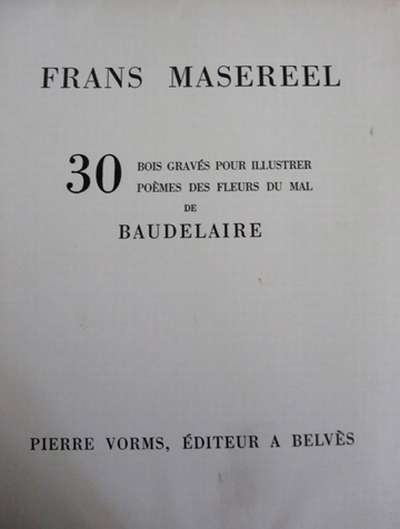 FRANS MASEREEL
30 BOIS GRAVÉS POUR ILLUSTRER
POÈMES DES FLEURS DU MAL
DE
BAUDELAIRE
PIERRE VORMS, ÉDITEUR A BELVÈS